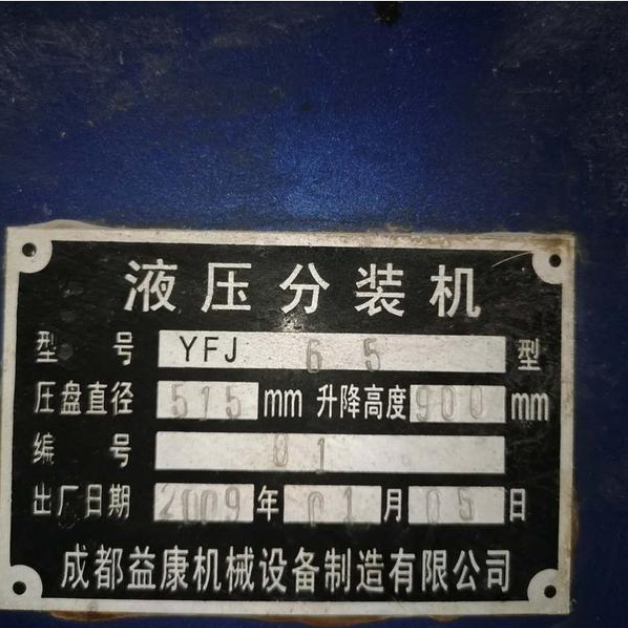 液压分装机
型号 YFJ 65 型
压盘直径 515 mm 升降高度 900 mm
编号 01
出厂日期 2009 年 01 月 05 日
成都益康机械设备制造有限公司